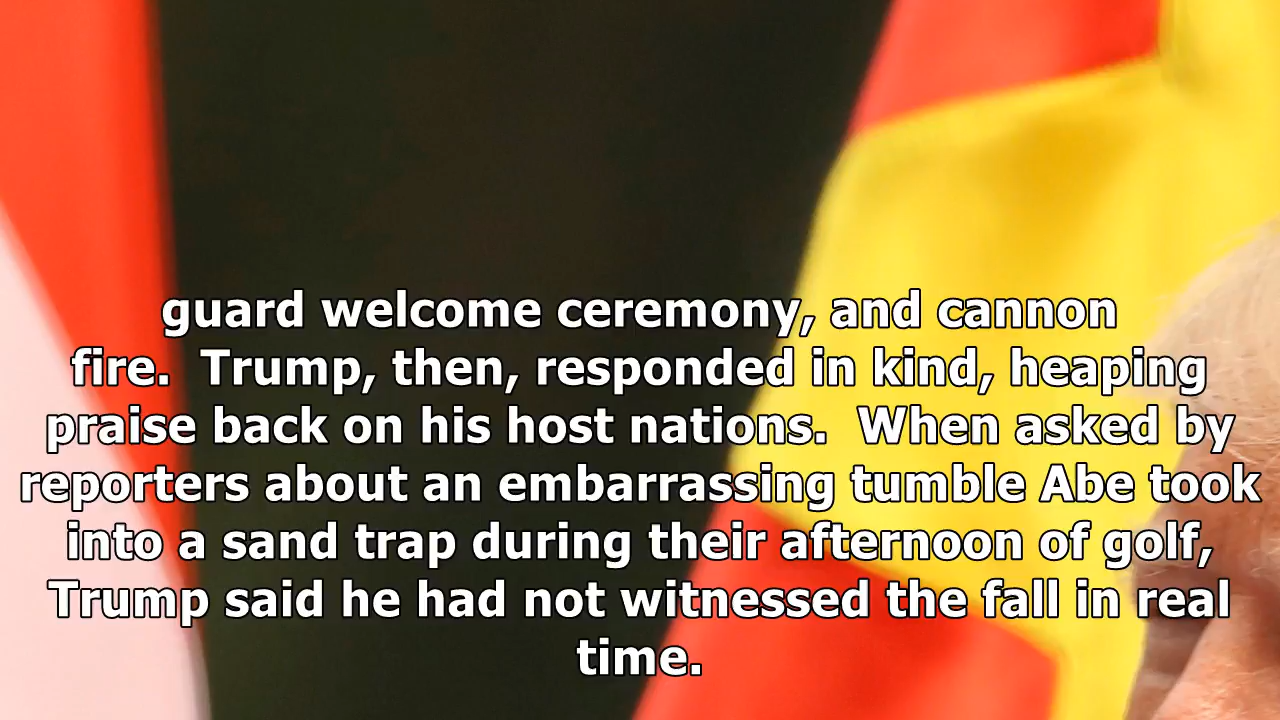 guard welcome ceremony, and cannon
fire.  Trump, then, responded in kind, heaping
praise back on his host nations.  When asked by
reporters about an embarrassing tumble Abe took
into a sand trap during their afternoon of golf,
Trump said he had not witnessed the fall in real
time.